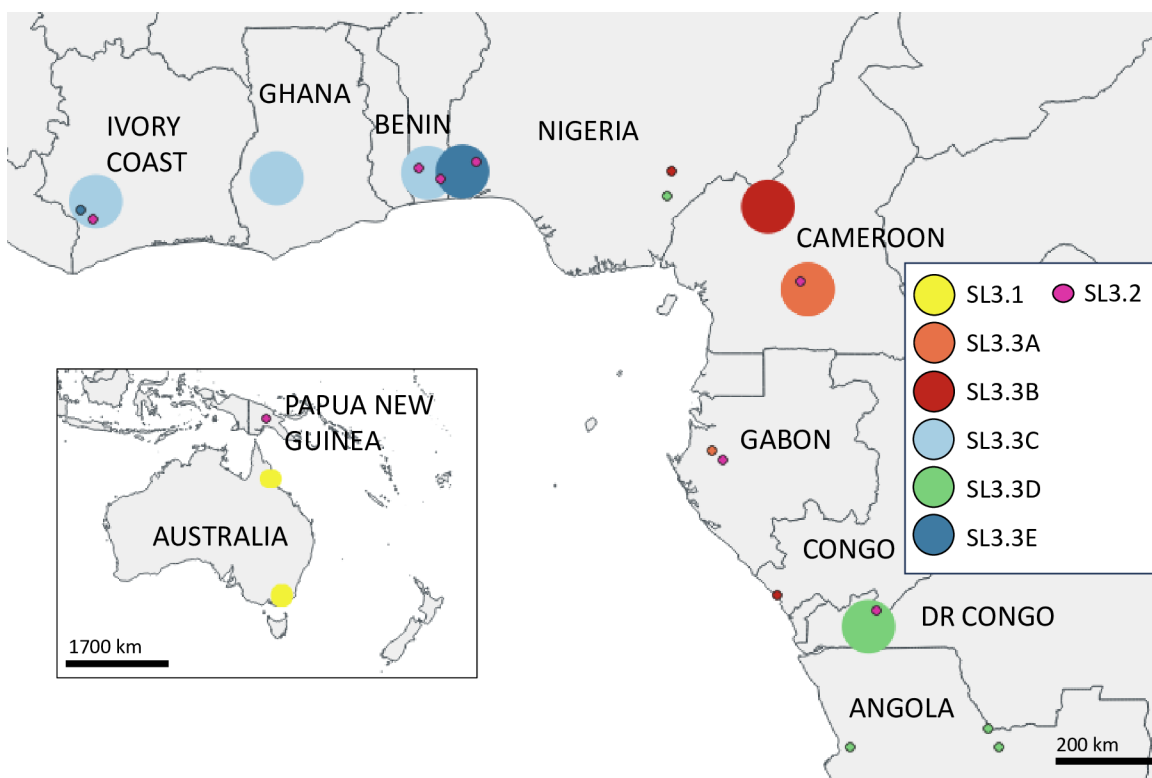 GHANA
IVORY
COAST
BENIN
NIGERIA
CAMEROON
SL3.1
SL3.2
SL3.3A
SL3.3B
SL3.3C
SL3.3D
SL3.3E
PAPUA NEW
GUINEA
AUSTRALIA
1700 km
GABON
CONGO
DR CONGO
ANGOLA
200 km